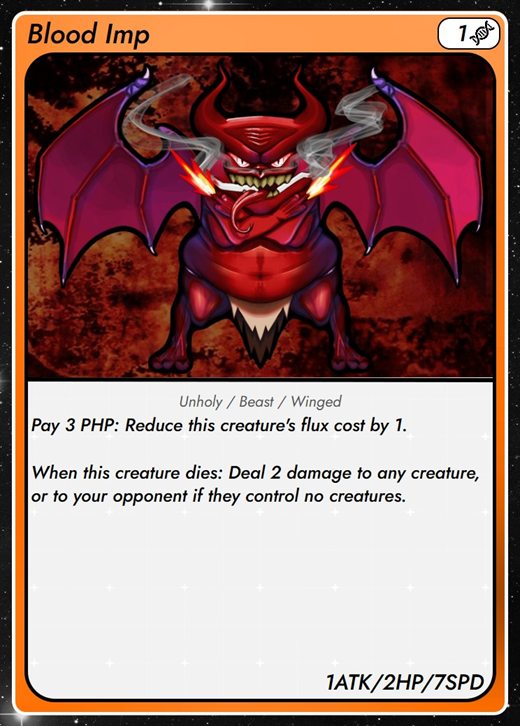 Blood Imp
1
Unholy / Beast / Winged
Pay 3 PHP: Reduce this creature's flux cost by 1.
When this creature dies: Deal 2 damage to any creature,
or to your opponent if they control no creatures.
1ATK/2HP/7SPD